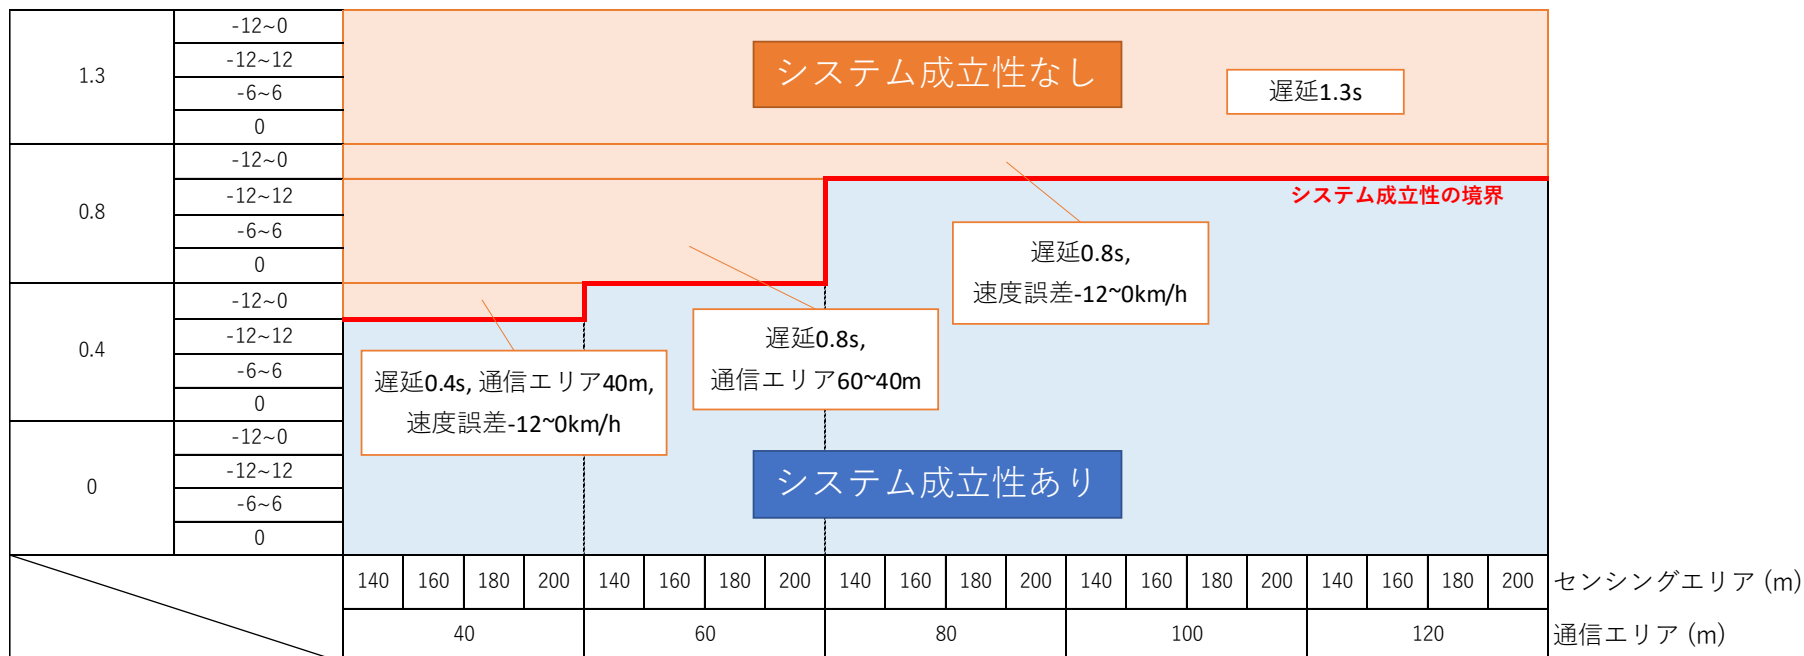 1.3
-12~0
-12~12
-6~6
0
システム成立性なし
遅延1.3s
0.8
-12~0
-12~12
-6~6
0
システム成立性の境界
遅延0.8s,
速度誤差-12~0km/h
0.4
-12~0
-12~12
-6~6
0
遅延0.8s,
通信エリア60~40m
遅延0.4s, 通信エリア40m,
速度誤差-12~0km/h
0
-12~0
-12~12
-6~6
0
システム成立性あり
140 160 180 200 140 160 180 200 140 160 180 200 140 160 180 200 140 160 180 200 センシングエリア (m)
40 60 80 100 120 通信エリア (m)